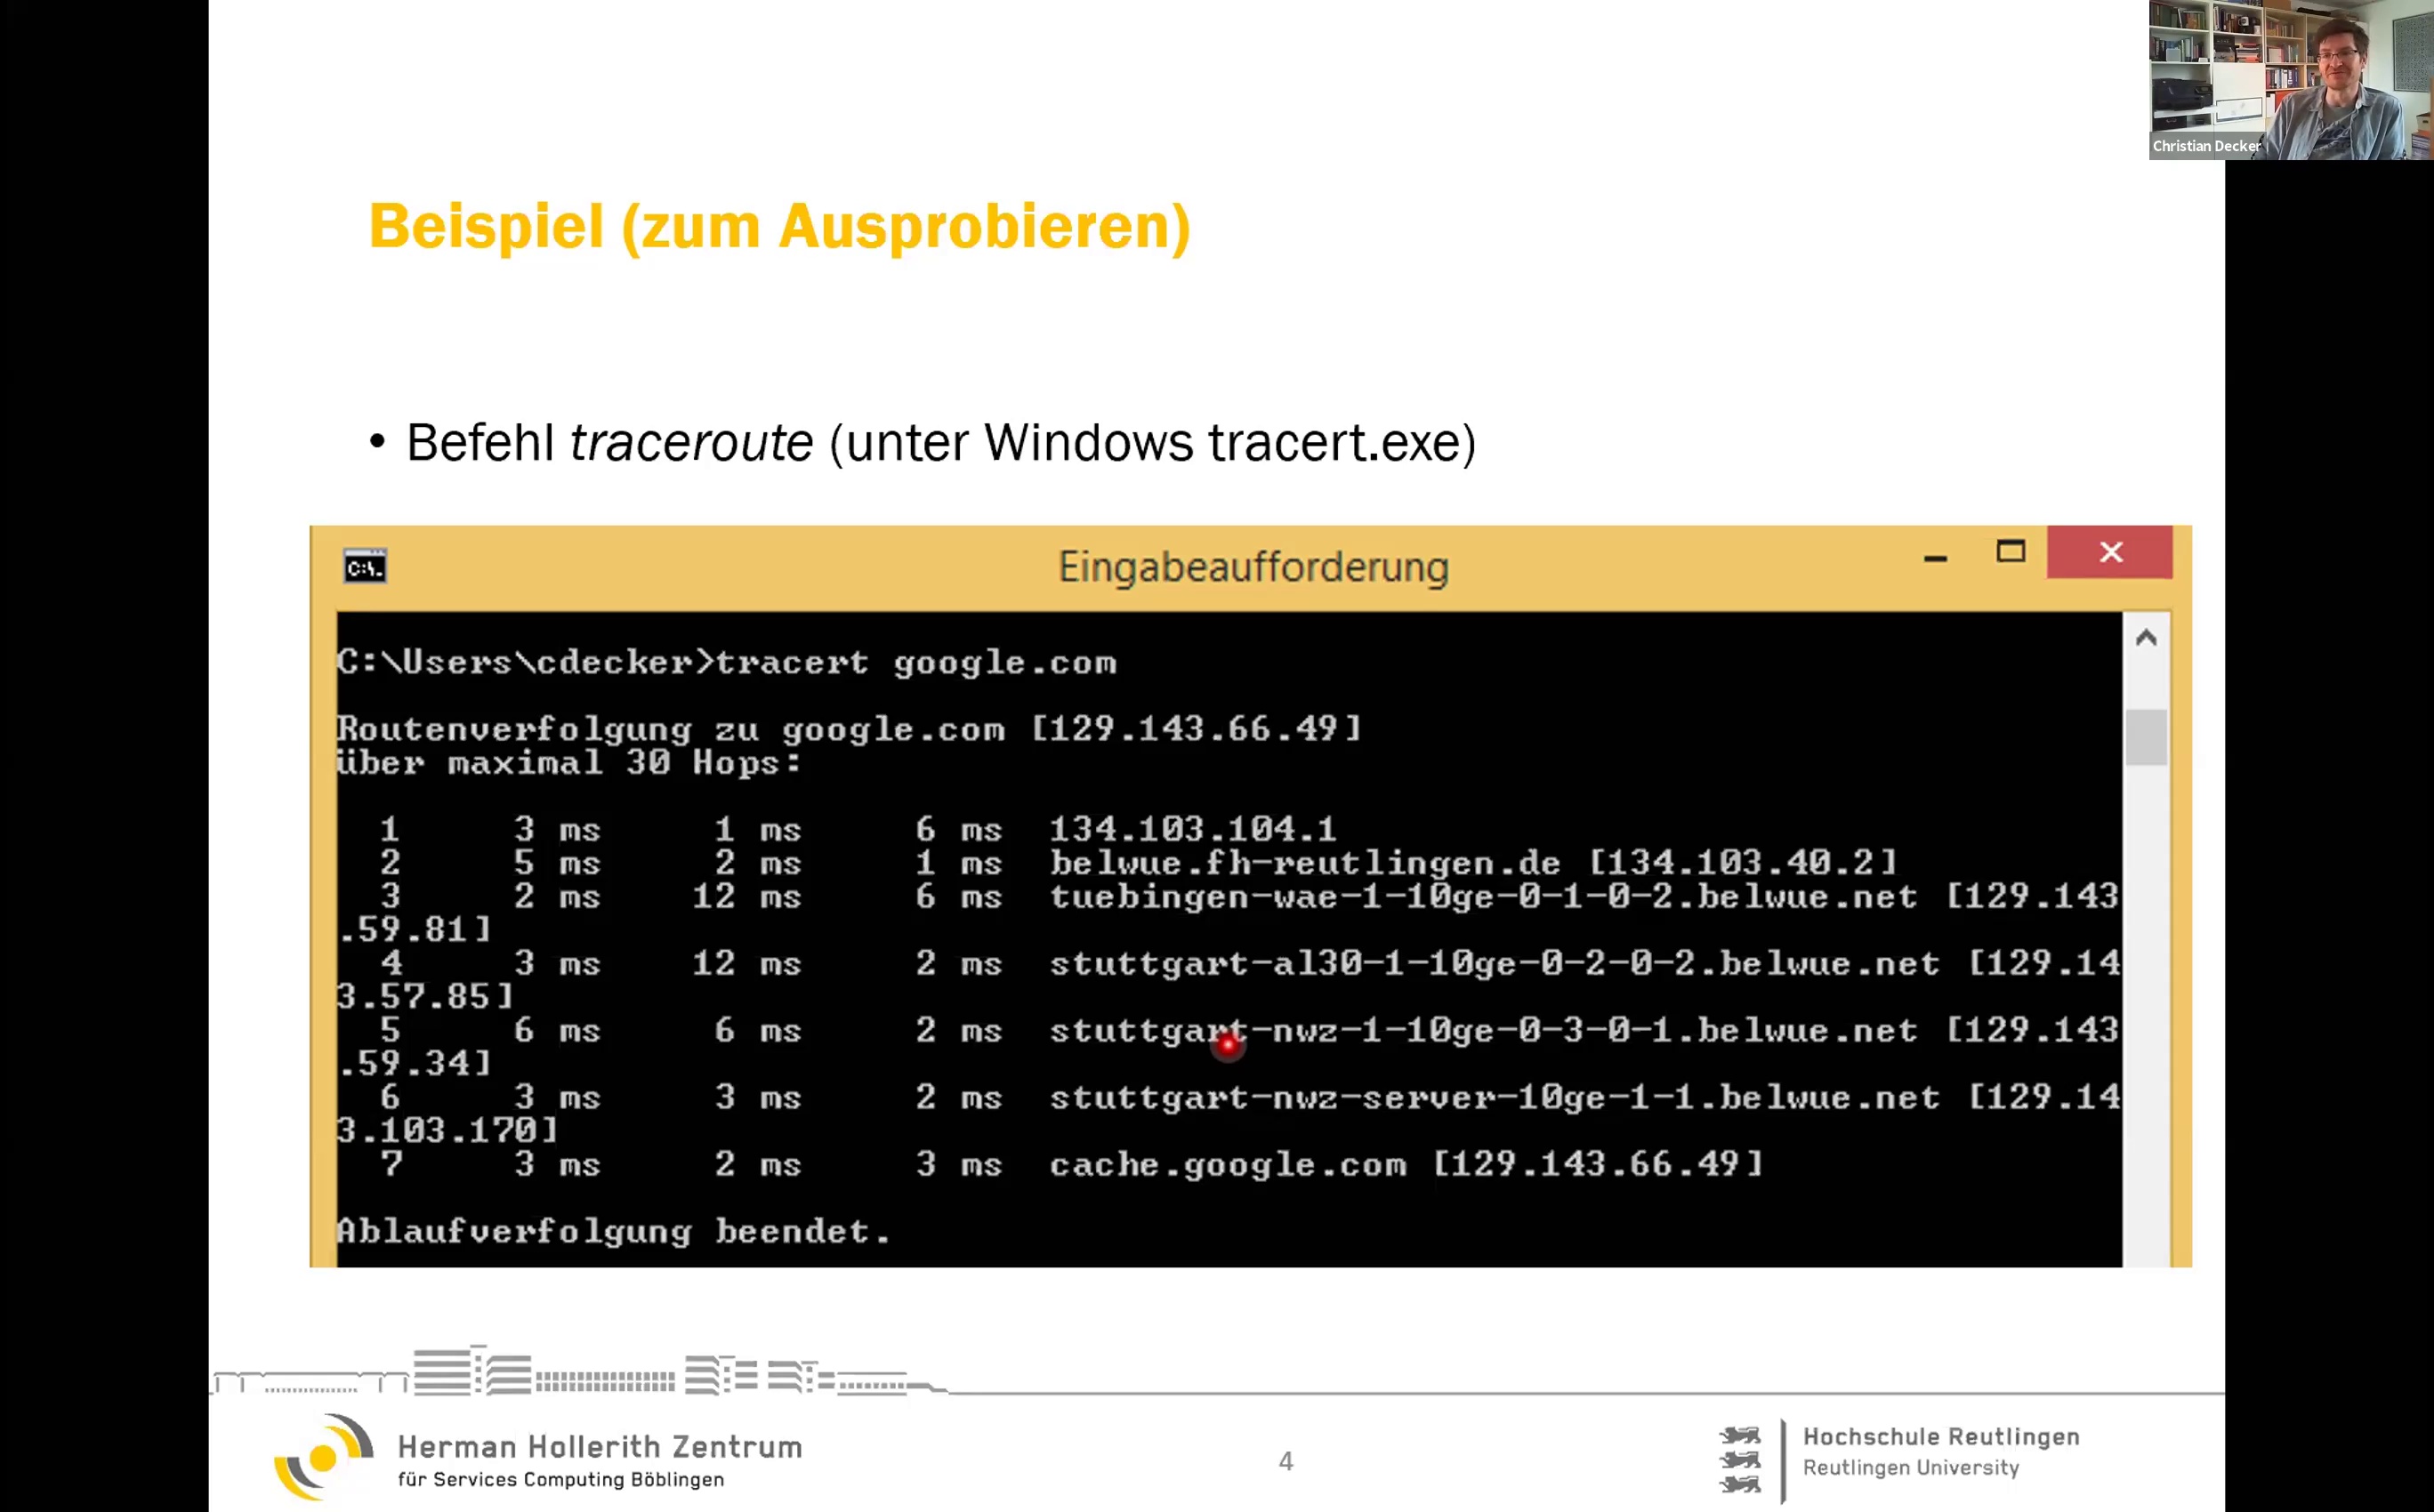 Christian Decker
Beispiel (zum Ausprobieren)
• Befehl traceroute (unter Windows tracert.exe)
C:\.
Eingabeaufforderung
C:\Users\cdecker>tracert google.com
Routenverfolgung zu google.com [129.143.66.49]
über maximal 30 Hops:
1 3 ms 1 ms 6 ms 134.103.104.1
2 5 ms 2 ms 1 ms belwue.fh-reutlingen.de [134.103.40.2]
3 2 ms 12 ms 6 ms tuebingen-wae-1-10ge-0-1-0-2.belwue.net [129.143
.59.81]
4 3 ms 12 ms 2 ms stuttgart-al30-1-10ge-0-2-0-2.belwue.net [129.14
3.57.85]
5 6 ms 6 ms 2 ms stuttgart-nwz-1-10ge-0-3-0-1.belwue.net [129.143
.59.34]
6 3 ms 3 ms 2 ms stuttgart-nwz-server-10ge-1-1.belwue.net [129.14
3.103.170]
7 3 ms 2 ms 3 ms cache.google.com [129.143.66.49]
Ablaufverfolgung beendet.
Herman Hollerith Zentrum
für Services Computing Böblingen
4
Hochschule Reutlingen
Reutlingen University